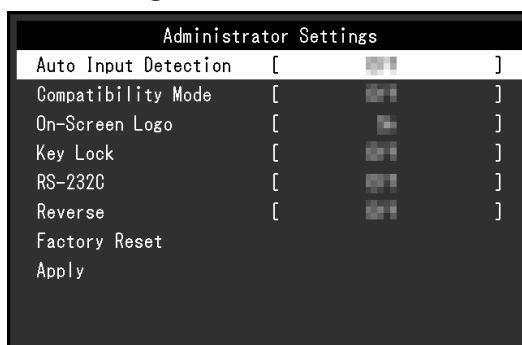 Administrator Settings
Auto Input Detection [ ]
Compatibility Mode [ ]
On-Screen Logo [ ]
Key Lock [ ]
RS-232C [ ]
Reverse [ ]
Factory Reset
Apply